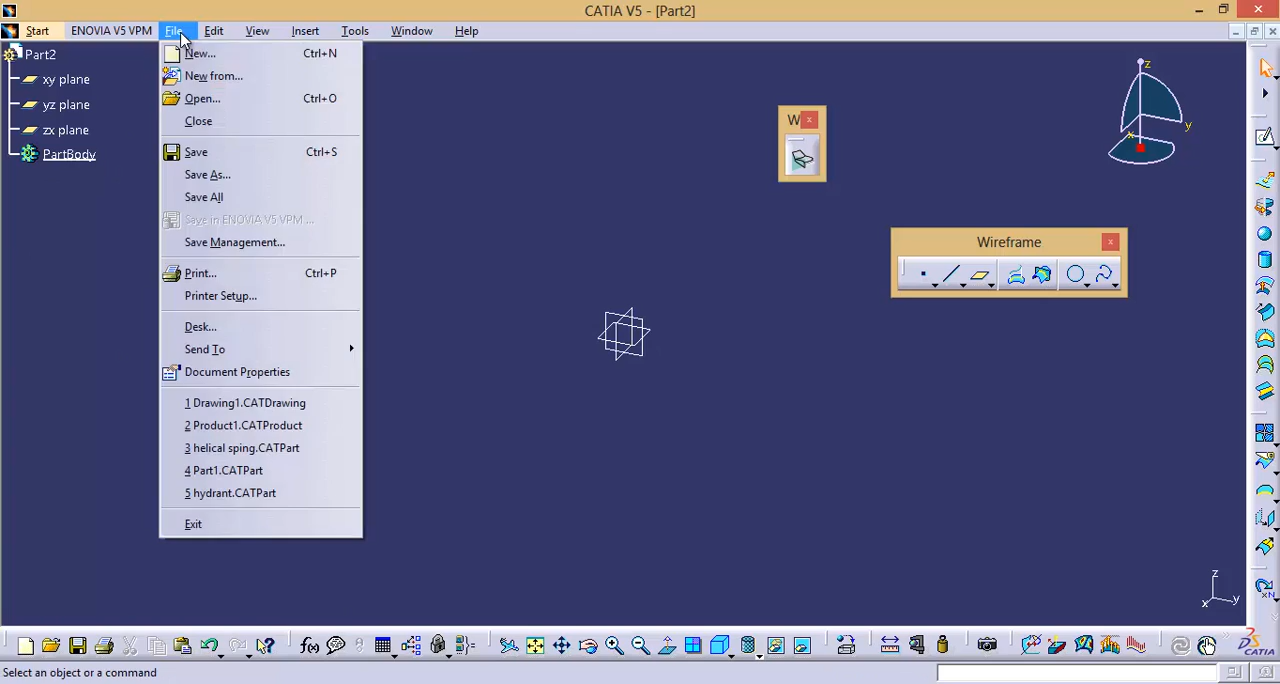 CATIA V5 - [Part2]
Start ENOVIA V5 VPM File Edit View Insert Tools Window Help
Part2
xy plane
yz plane
zx plane
PartBody
New... Ctrl+N
New from...
Open... Ctrl+O
Close
Save Ctrl+S
Save As...
Save All
Save in ENOVIA V5 VPM ...
Save Management...
Print... Ctrl+P
Printer Setup...
Desk...
Send To
Document Properties
1 Drawing1.CATDrawing
2 Product1.CATProduct
3 helical sping.CATPart
4 Part1.CATPart
5 hydrant.CATPart
Exit
W x
Wireframe x
z
y
x
z
x y
f(x)
CATIA
Select an object or a command